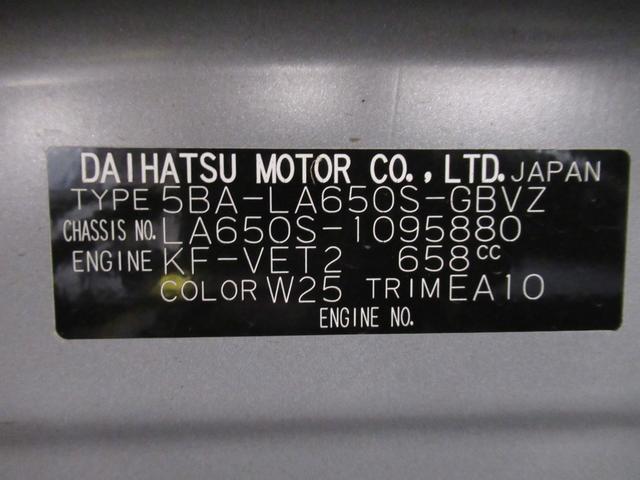 DAIHATSU MOTOR CO., LTD. JAPAN
TYPE 5BA-LA650S-GBVZ
CHASSIS NO. LA650S-1095880
ENGINE KF-VET2 658cc
COLOR W25 TRIM EA10
ENGINE NO.